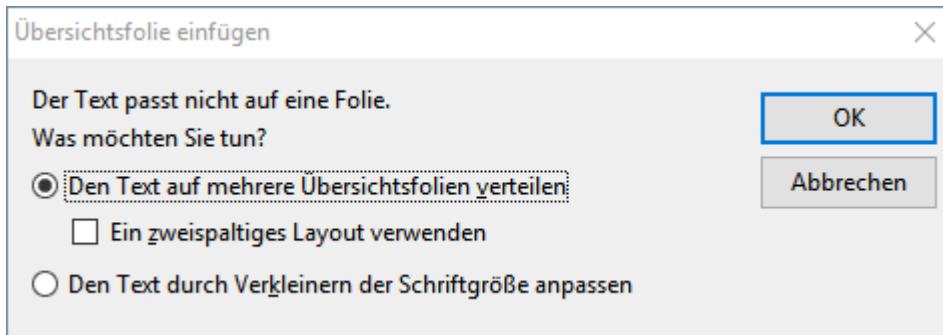 Übersichtsfolie einfügen
Der Text passt nicht auf eine Folie.
Was möchten Sie tun?
OK
Den Text auf mehrere Übersichtsfolien verteilen
Abbrechen
Ein zweispaltiges Layout verwenden
Den Text durch Verkleinern der Schriftgröße anpassen